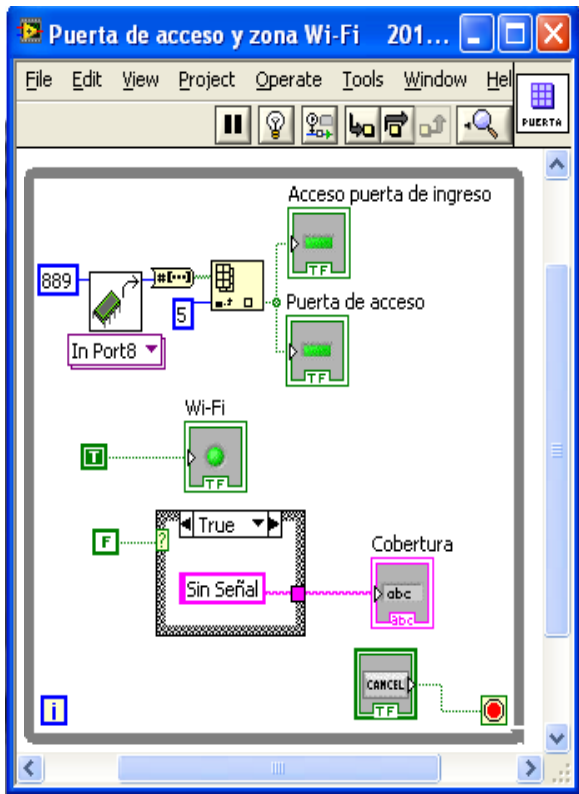 Puerta de acceso y zona Wi-Fi 201...
File Edit View Project Operate Tools Window Hel
PUERTA
Acceso puerta de ingreso
TF
889
#[...]
5
In Port8
Puerta de acceso
TF
Wi-Fi
T
TF
True
F
?
Sin Señal
Cobertura
abc
abc
CANCEL
TF
i